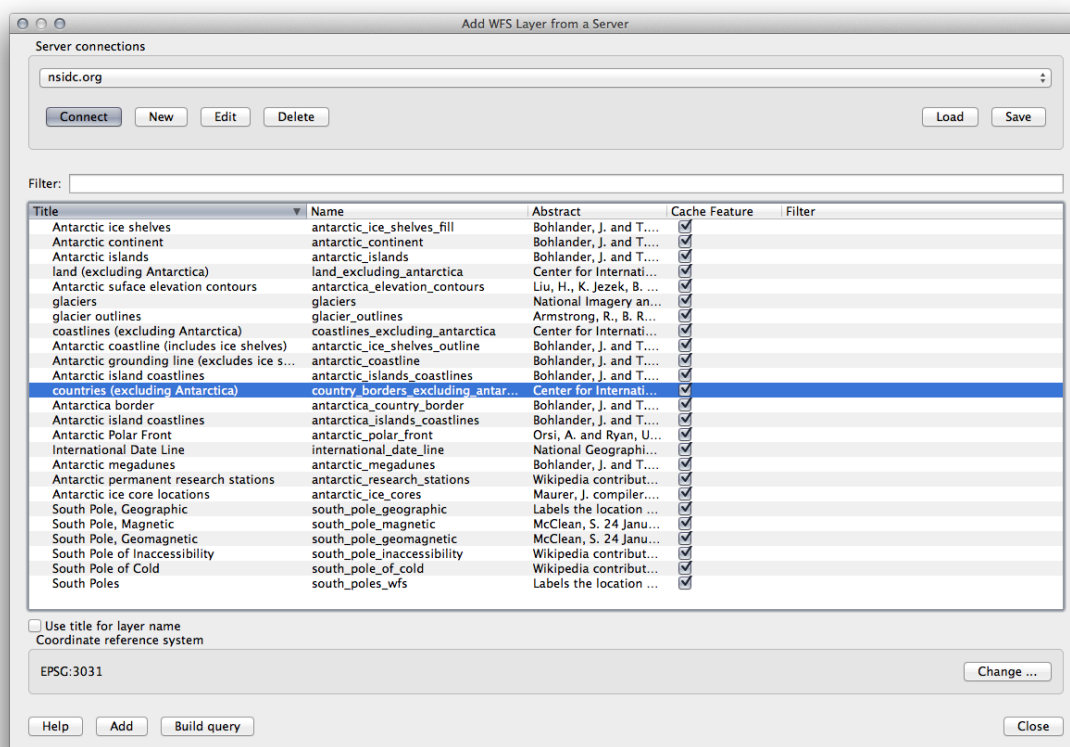 Add WFS Layer from a Server
Server connections
nsidc.org
Connect New Edit Delete Load Save
Filter:
Title Name Abstract Cache Feature Filter
Antarctic ice shelves antarctic_ice_shelves_fill Bohlander, J. and T....
Antarctic continent antarctic_continent Bohlander, J. and T....
Antarctic islands antarctic_islands Bohlander, J. and T....
land (excluding Antarctica) land_excluding_antarctica Center for Internati...
Antarctic suface elevation contours antarctica_elevation_contours Liu, H., K. Jezek, B. ...
glaciers glaciers National Imagery an...
glacier outlines glacier_outlines Armstrong, R., B. R...
coastlines (excluding Antarctica) coastlines_excluding_antarctica Center for Internati...
Antarctic coastline (includes ice shelves) antarctic_ice_shelves_outline Bohlander, J. and T....
Antarctic grounding line (excludes ice s... antarctic_coastline Bohlander, J. and T....
Antarctic island coastlines antarctic_islands_coastlines Bohlander, J. and T....
countries (excluding Antarctica) country_borders_excluding_antar... Center for Internati...
Antarctica border antarctica_country_border Bohlander, J. and T....
Antarctic island coastlines antarctica_islands_coastlines Bohlander, J. and T....
Antarctic Polar Front antarctic_polar_front Orsi, A. and Ryan, U...
International Date Line international_date_line National Geographi...
Antarctic megadunes antarctic_megadunes Bohlander, J. and T....
Antarctic permanent research stations antarctic_research_stations Wikipedia contribut...
Antarctic ice core locations antarctic_ice_cores Maurer, J. compiler....
South Pole, Geographic south_pole_geographic Labels the location ...
South Pole, Magnetic south_pole_magnetic McClean, S. 24 Janu...
South Pole, Geomagnetic south_pole_geomagnetic McClean, S. 24 Janu...
South Pole of Inaccessibility south_pole_inaccessibility Wikipedia contribut...
South Pole of Cold south_pole_of_cold Wikipedia contribut...
South Poles south_poles_wfs Labels the location ...
Use title for layer name
Coordinate reference system
EPSG:3031 Change ...
Help Add Build query Close